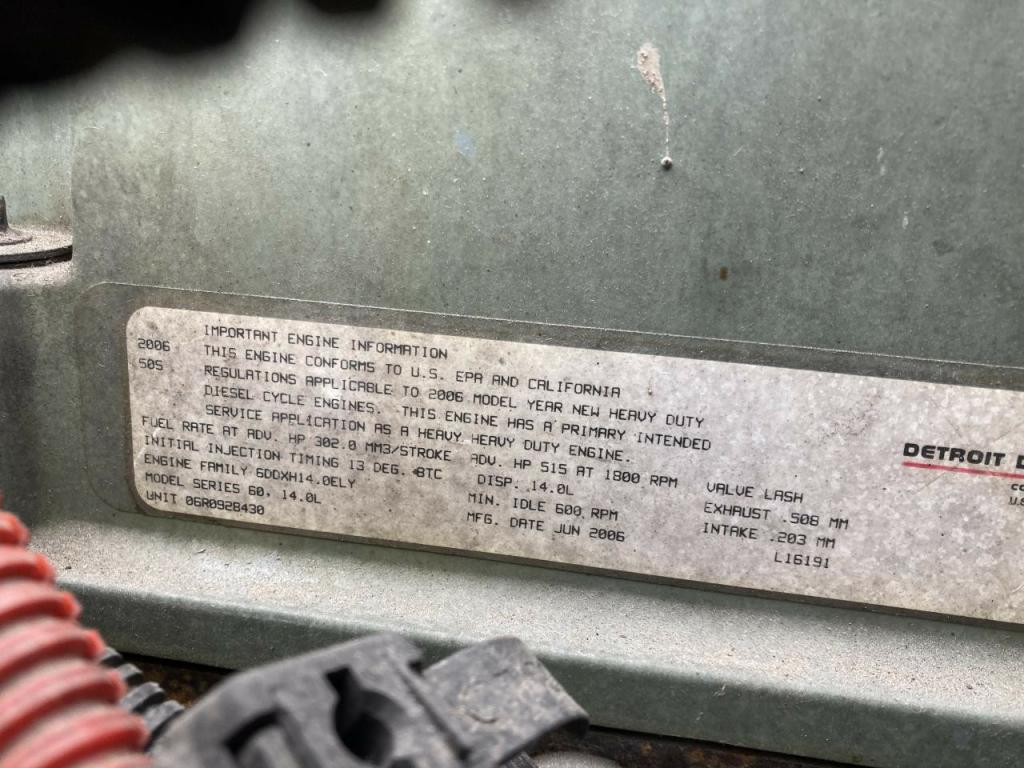 IMPORTANT ENGINE INFORMATION
2006 THIS ENGINE CONFORMS TO U.S. EPA AND CALIFORNIA
50S REGULATIONS APPLICABLE TO 2006 MODEL YEAR NEW HEAVY DUTY
DIESEL CYCLE ENGINES. THIS ENGINE HAS A PRIMARY INTENDED
SERVICE APPLICATION AS A HEAVY HEAVY DUTY ENGINE.
FUEL RATE AT ADV. HP 302.0 MM3/STROKE ADV. HP 515 AT 1800 RPM
INITIAL INJECTION TIMING 13 DEG. BTC DISP. 14.0L VALVE LASH
ENGINE FAMILY 6DDXH14.0ELY MIN. IDLE 600 RPM EXHAUST .508 MM
MODEL SERIES 60, 14.0L MFG. DATE JUN 2006 INTAKE .203 MM
UNIT 06R0928430 L16191
DETROIT D
CO
U.S